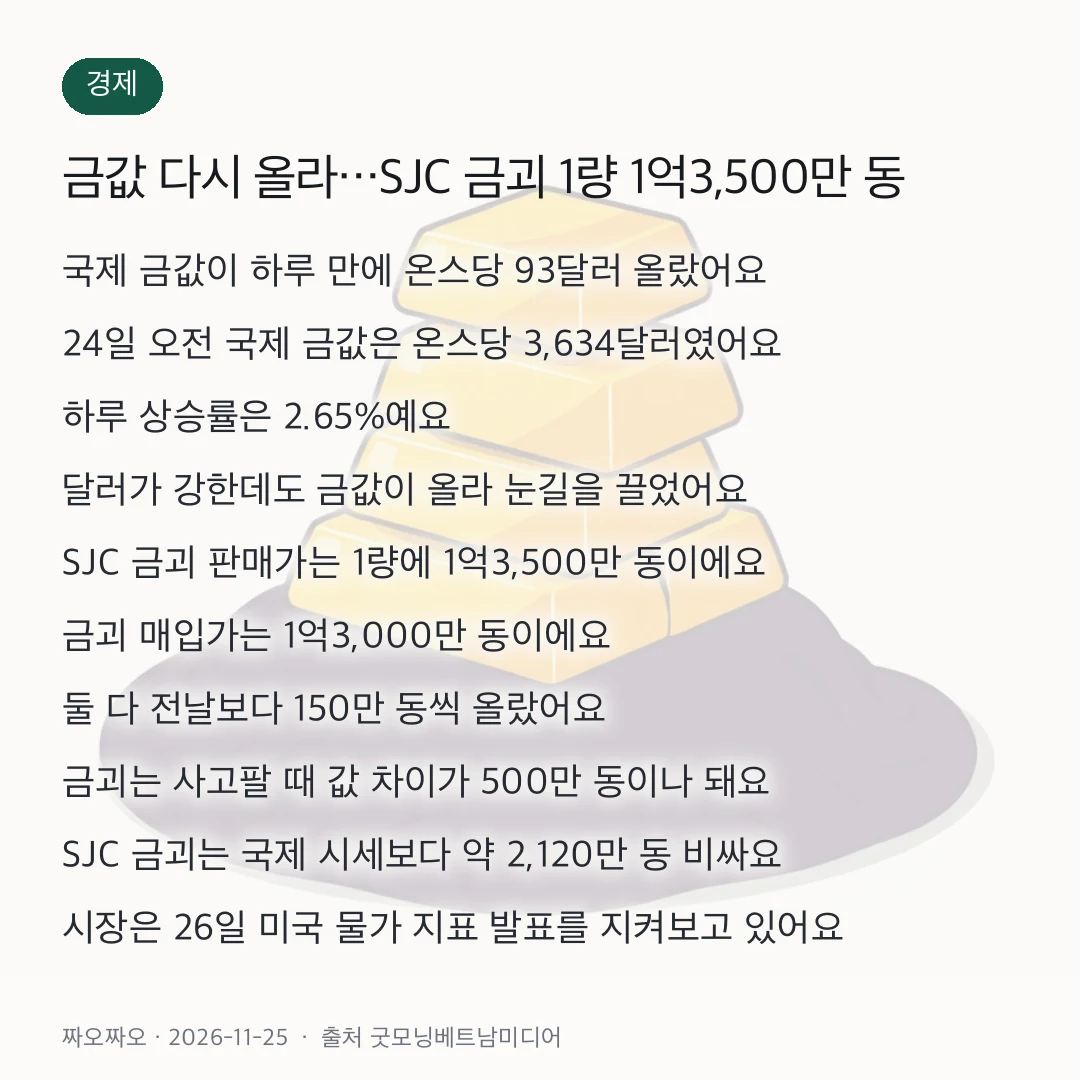 경제
금값 다시 올라…SJC 금괴 1량 1억3,500만 동
국제 금값이 하루 만에 온스당 93달러 올랐어요
24일 오전 국제 금값은 온스당 3,634달러였어요
하루 상승률은 2.65%예요
달러가 강한데도 금값이 올라 눈길을 끌었어요
SJC 금괴 판매가는 1량에 1억3,500만 동이에요
금괴 매입가는 1억3,000만 동이에요
둘 다 전날보다 150만 동씩 올랐어요
금괴는 사고팔 때 값 차이가 500만 동이나 돼요
SJC 금괴는 국제 시세보다 약 2,120만 동 비싸요
시장은 26일 미국 물가 지표 발표를 지켜보고 있어요
짜오짜오 · 2026-11-25 · 출처 굿모닝베트남미디어